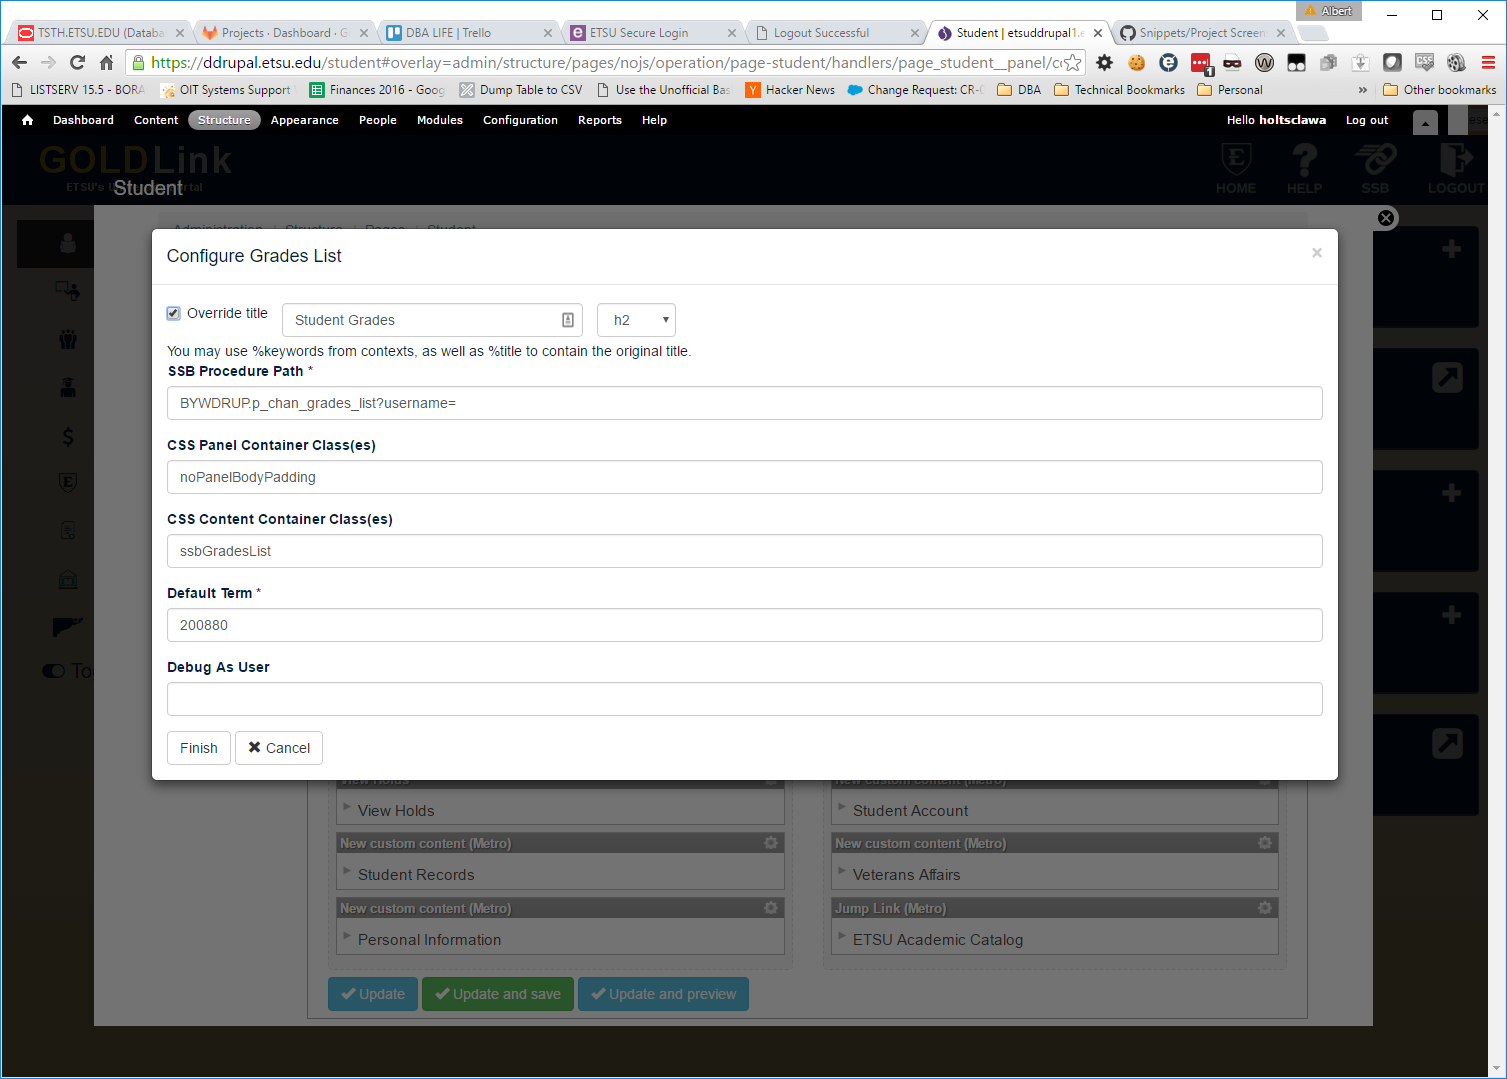 Albert
TSTH.ETSU.EDU (Databa
Projects · Dashboard · G
DBA LIFE | Trello
ETSU Secure Login
Logout Successful
Student | etsuddrupal1.e
Snippets/Project Screen
https://ddrupal.etsu.edu/student#overlay=admin/structure/pages/nojs/operation/page-student/handlers/page_student__panel/co
LISTSERV 15.5 - BORA
OIT Systems Support
Finances 2016 - Goog
Dump Table to CSV
Use the Unofficial Bas
Hacker News
Change Request: CR-0
DBA
Technical Bookmarks
Personal
»
Other bookmarks
Dashboard Content Structure Appearance People Modules Configuration Reports Help
Hello holtsclawa Log out
GOLDLink
Student
HOME HELP SSB LOGOUT
Administration / Structure / Pages / Student
Configure Grades List ×
Override title Student Grades h2
You may use %keywords from contexts, as well as %title to contain the original title.
SSB Procedure Path *
BYWDRUP.p_chan_grades_list?username=
CSS Panel Container Class(es)
noPanelBodyPadding
CSS Content Container Class(es)
ssbGradesList
Default Term *
200880
Debug As User
Finish Cancel
View Holds
New custom content (Metro)
View Holds
Student Account
New custom content (Metro)
New custom content (Metro)
Student Records
Veterans Affairs
New custom content (Metro)
Jump Link (Metro)
Personal Information
ETSU Academic Catalog
Update Update and save Update and preview